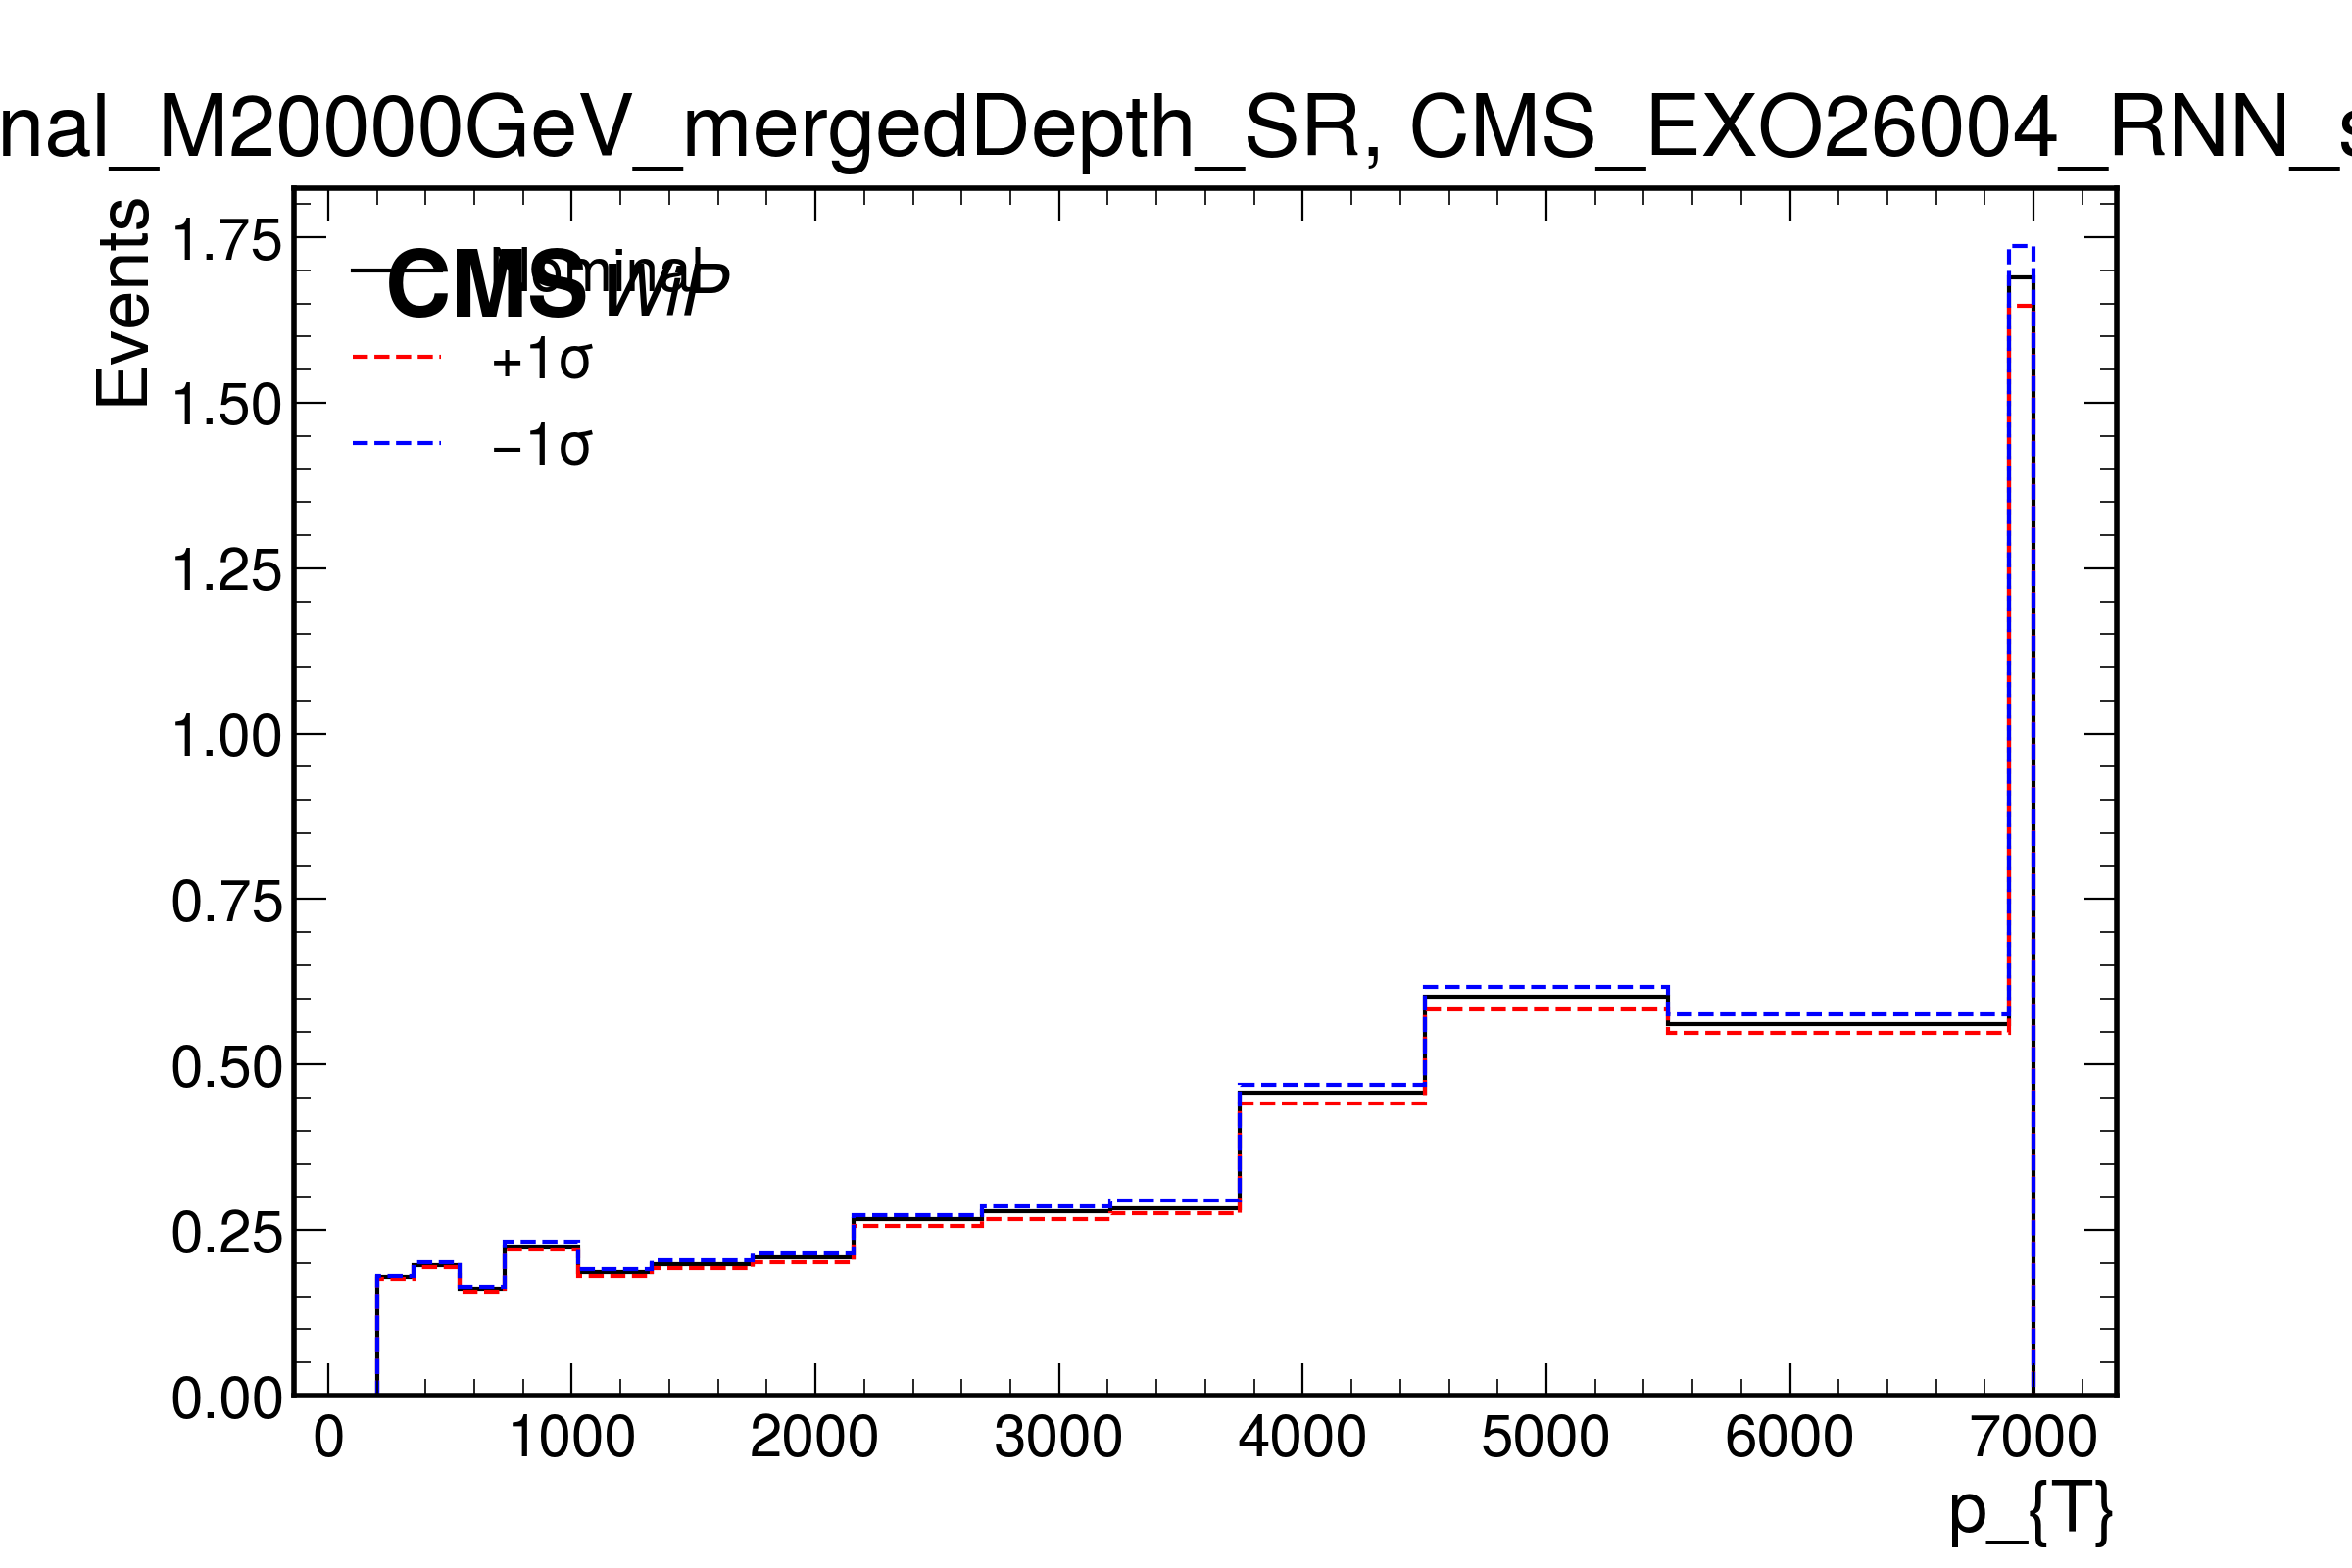 nal_M20000GeV_mergedDepth_SR, CMS_EXO26004_RNN_s
Events
CMS WiP
Nominal
+1σ
−1σ
1.75
1.50
1.25
1.00
0.75
0.50
0.25
0.00
0 1000 2000 3000 4000 5000 6000 7000
p_{T}